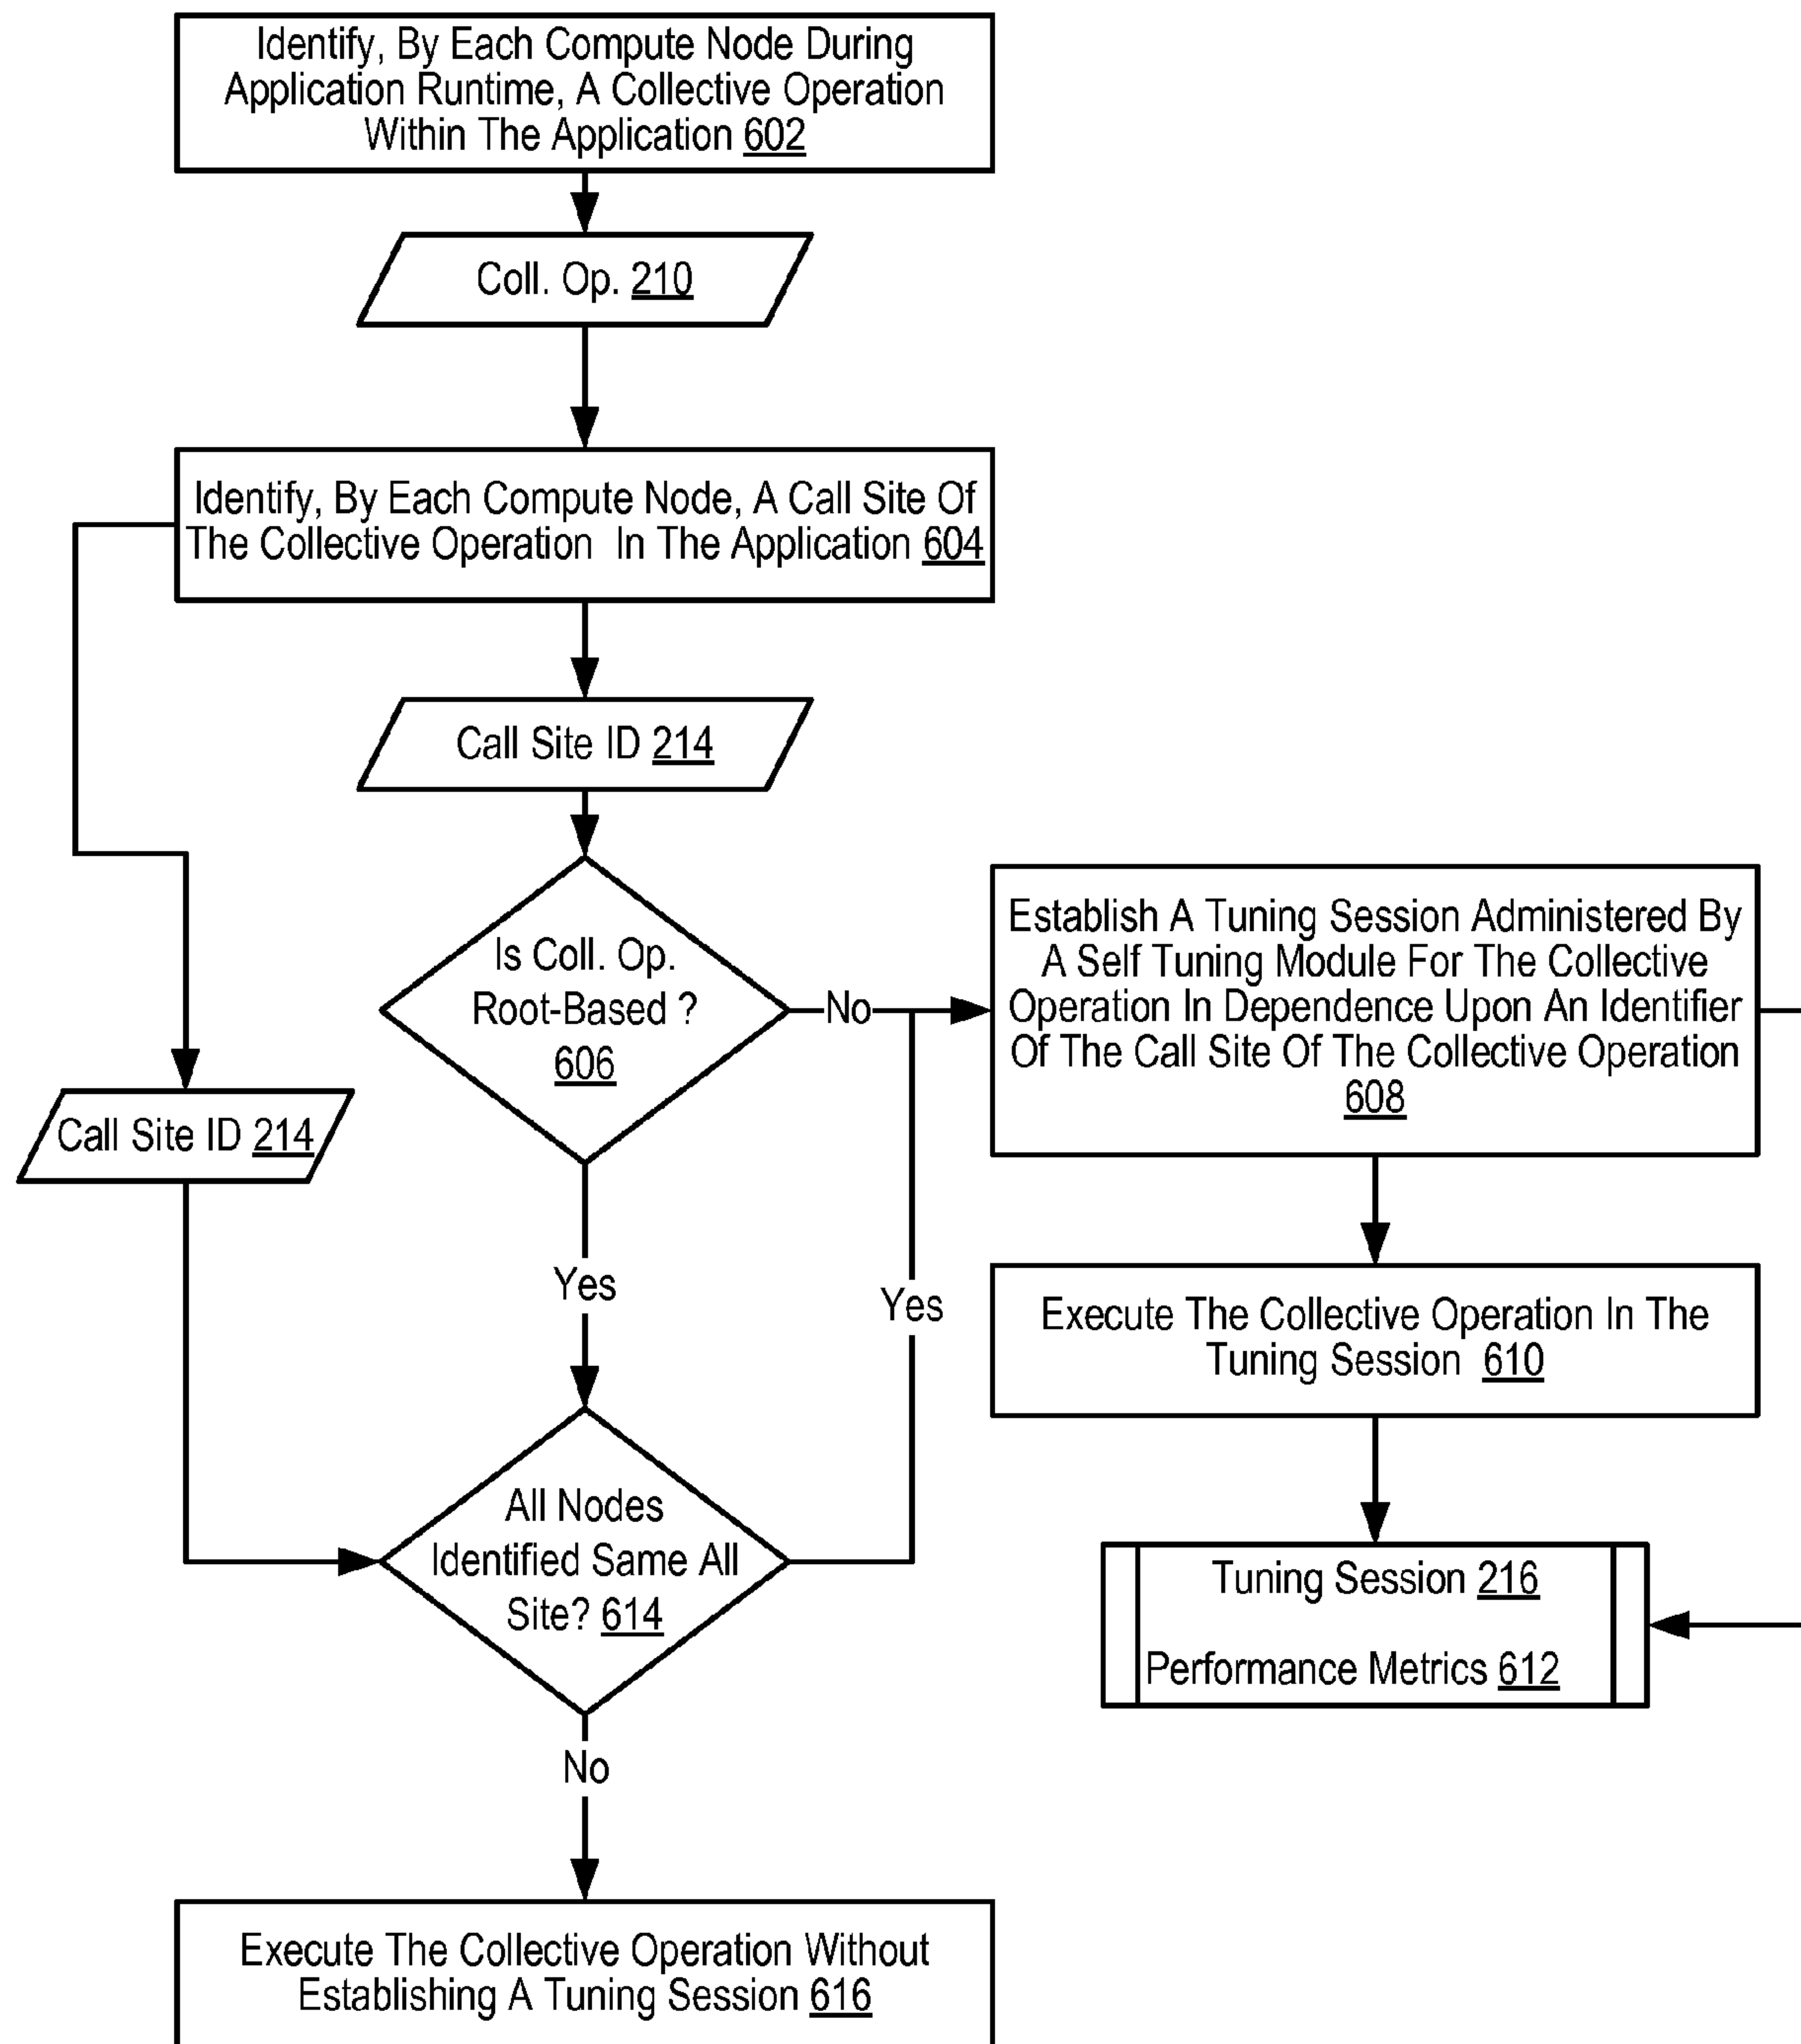 Identify, By Each Compute Node During
Application Runtime, A Collective Operation
Within The Application 602
Coll. Op. 210
Identify, By Each Compute Node, A Call Site Of
The Collective Operation In The Application 604
Call Site ID 214
Is Coll. Op.
Root-Based ?
606
No
Establish A Tuning Session Administered By
A Self Tuning Module For The Collective
Operation In Dependence Upon An Identifier
Of The Call Site Of The Collective Operation
608
Call Site ID 214
Yes
Yes
Execute The Collective Operation In The
Tuning Session 610
All Nodes
Identified Same All
Site? 614
Tuning Session 216
Performance Metrics 612
No
Execute The Collective Operation Without
Establishing A Tuning Session 616